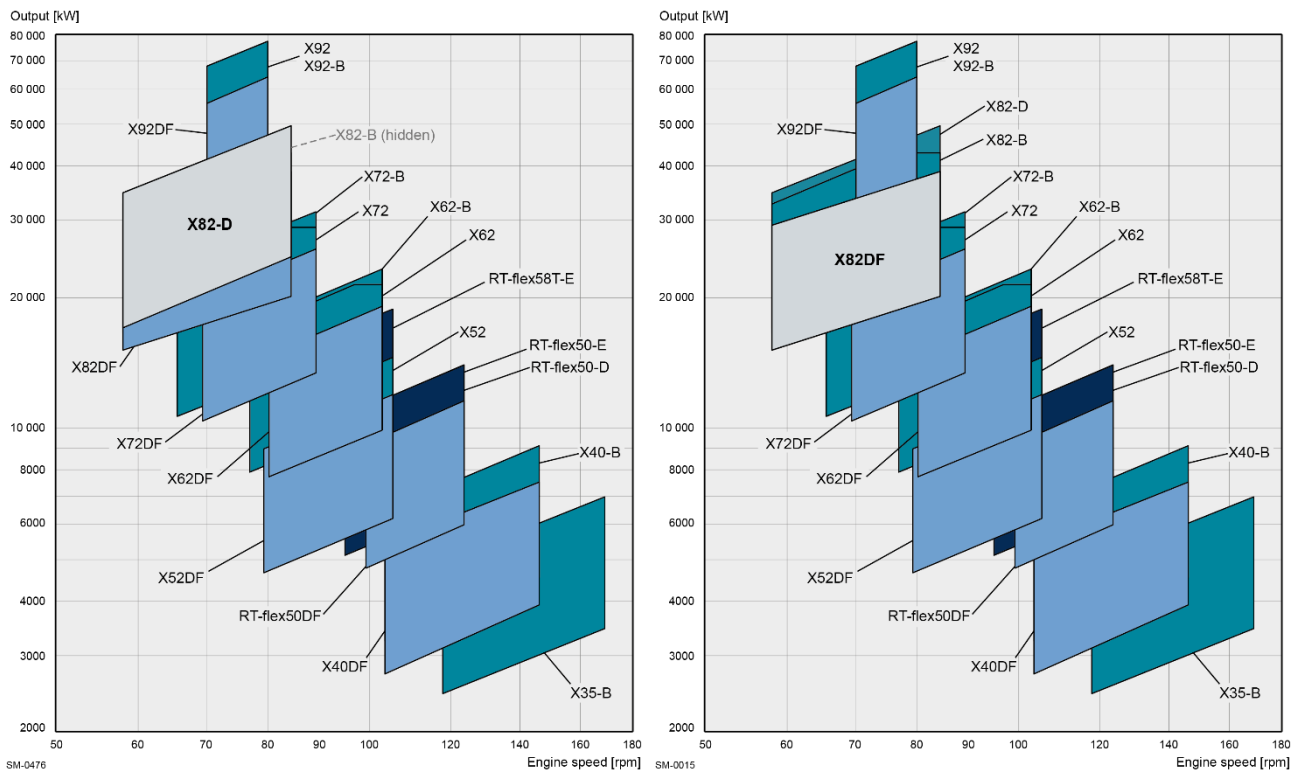 Output [kW]
80 000
70 000
60 000
50 000
40 000
30 000
20 000
10 000
8000
6000
4000
3000
2000
X92
X92-B
X92DF
X82-B (hidden)
X82-D
X72-B
X72
X62-B
X62
RT-flex58T-E
X52
RT-flex50-E
RT-flex50-D
X82DF
X72DF
X62DF
X40-B
X52DF
RT-flex50DF
X40DF
X35-B
50
60
70
80
90
100
120
140
160
180
SM-0476
Engine speed [rpm]
Output [kW]
80 000
70 000
60 000
50 000
40 000
30 000
20 000
10 000
8000
6000
4000
3000
2000
X92
X92-B
X92DF
X82-D
X82-B
X72-B
X72
X62-B
X62
X82DF
RT-flex58T-E
X52
RT-flex50-E
RT-flex50-D
X72DF
X62DF
X40-B
X52DF
RT-flex50DF
X40DF
X35-B
50
60
70
80
90
100
120
140
160
180
SM-0015
Engine speed [rpm]